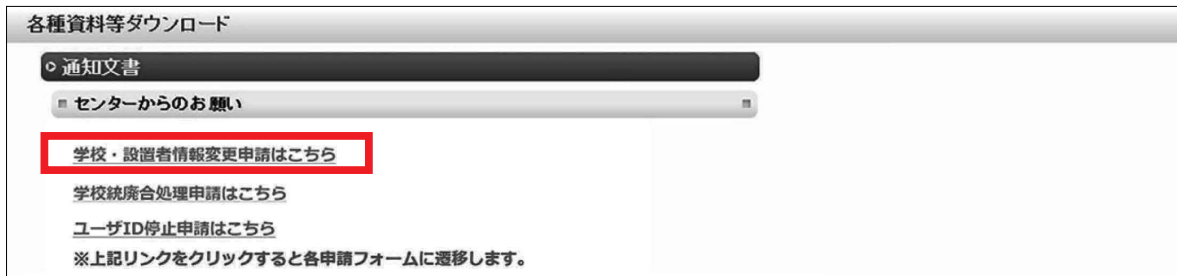 各種資料等ダウンロード
通知文書
センターからのお願い
学校・設置者情報変更申請はこちら
学校統廃合処理申請はこちら
ユーザID停止申請はこちら
※上記リンクをクリックすると各申請フォームに遷移します。